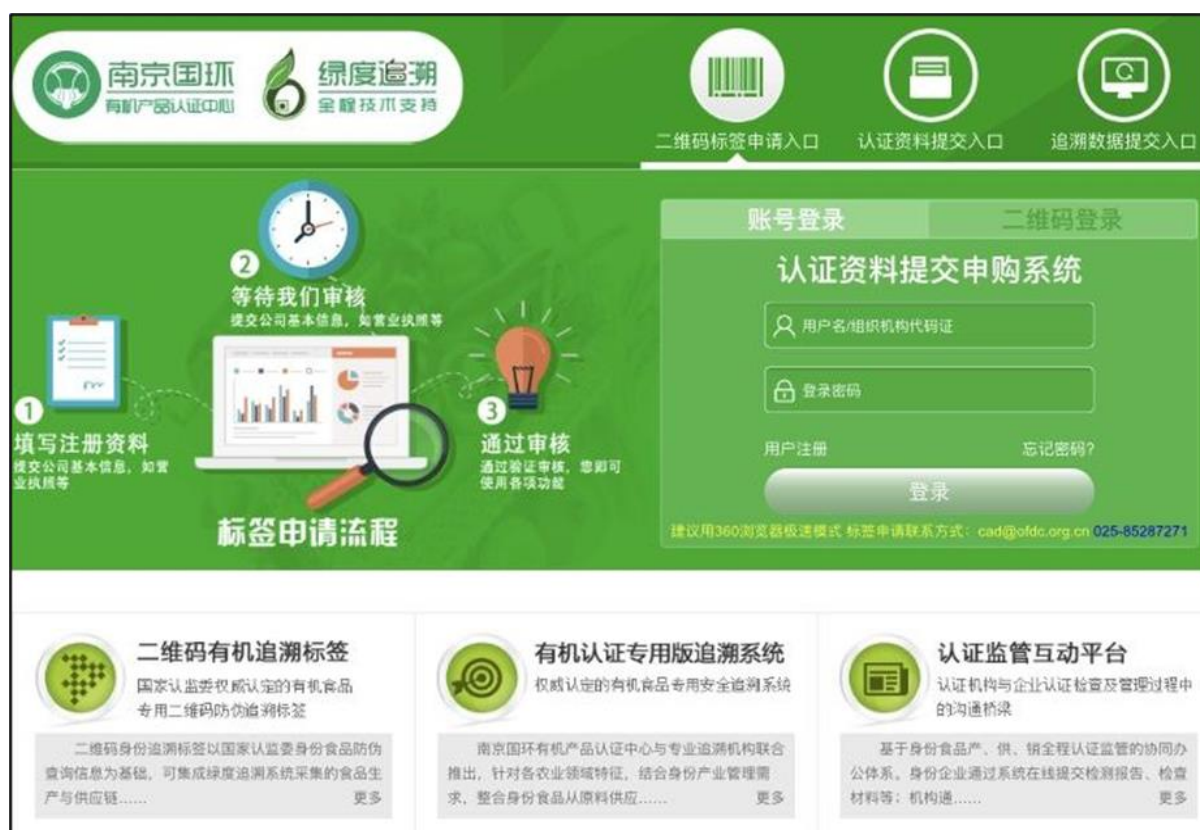 南京国环
有机产品认证中心
绿度追溯
全程技术支持
二维码标签申请入口
认证资料提交入口
追溯数据提交入口
账号登录
二维码登录
认证资料提交申购系统
用户名/组织机构代码证
登录密码
用户注册
忘记密码?
登录
建议用360浏览器极速模式 标签申请联系方式：cad@ofdc.org.cn 025-85287271
1
填写注册资料
提交公司基本信息，如营
业执照等
2
等待我们审核
提交公司基本信息，如营业执照等
3
通过审核
通过验证审核，您即可
使用各项功能
标签申请流程
二维码有机追溯标签
国家认监委权威认定的有机食品
专用二维码防伪追溯标签
二维码身份追溯标签以国家认监委身份食品防伪
查询信息为基础，可集成绿度追溯系统采集的食品生
产与供应链......
更多
有机认证专用版追溯系统
权威认定的有机食品专用安全追溯系统
南京国环有机产品认证中心与专业追溯机构联合
推出，针对各农业领域特征，结合身份产业管理需
求，整合身份食品从原料供应......
更多
认证监管互动平台
认证机构与企业认证检查及管理过程中
的沟通桥梁
基于身份食品产、供、销全程认证监管的协同办
公体系。身份企业通过系统在线提交检测报告、检查
材料等；机构通......
更多